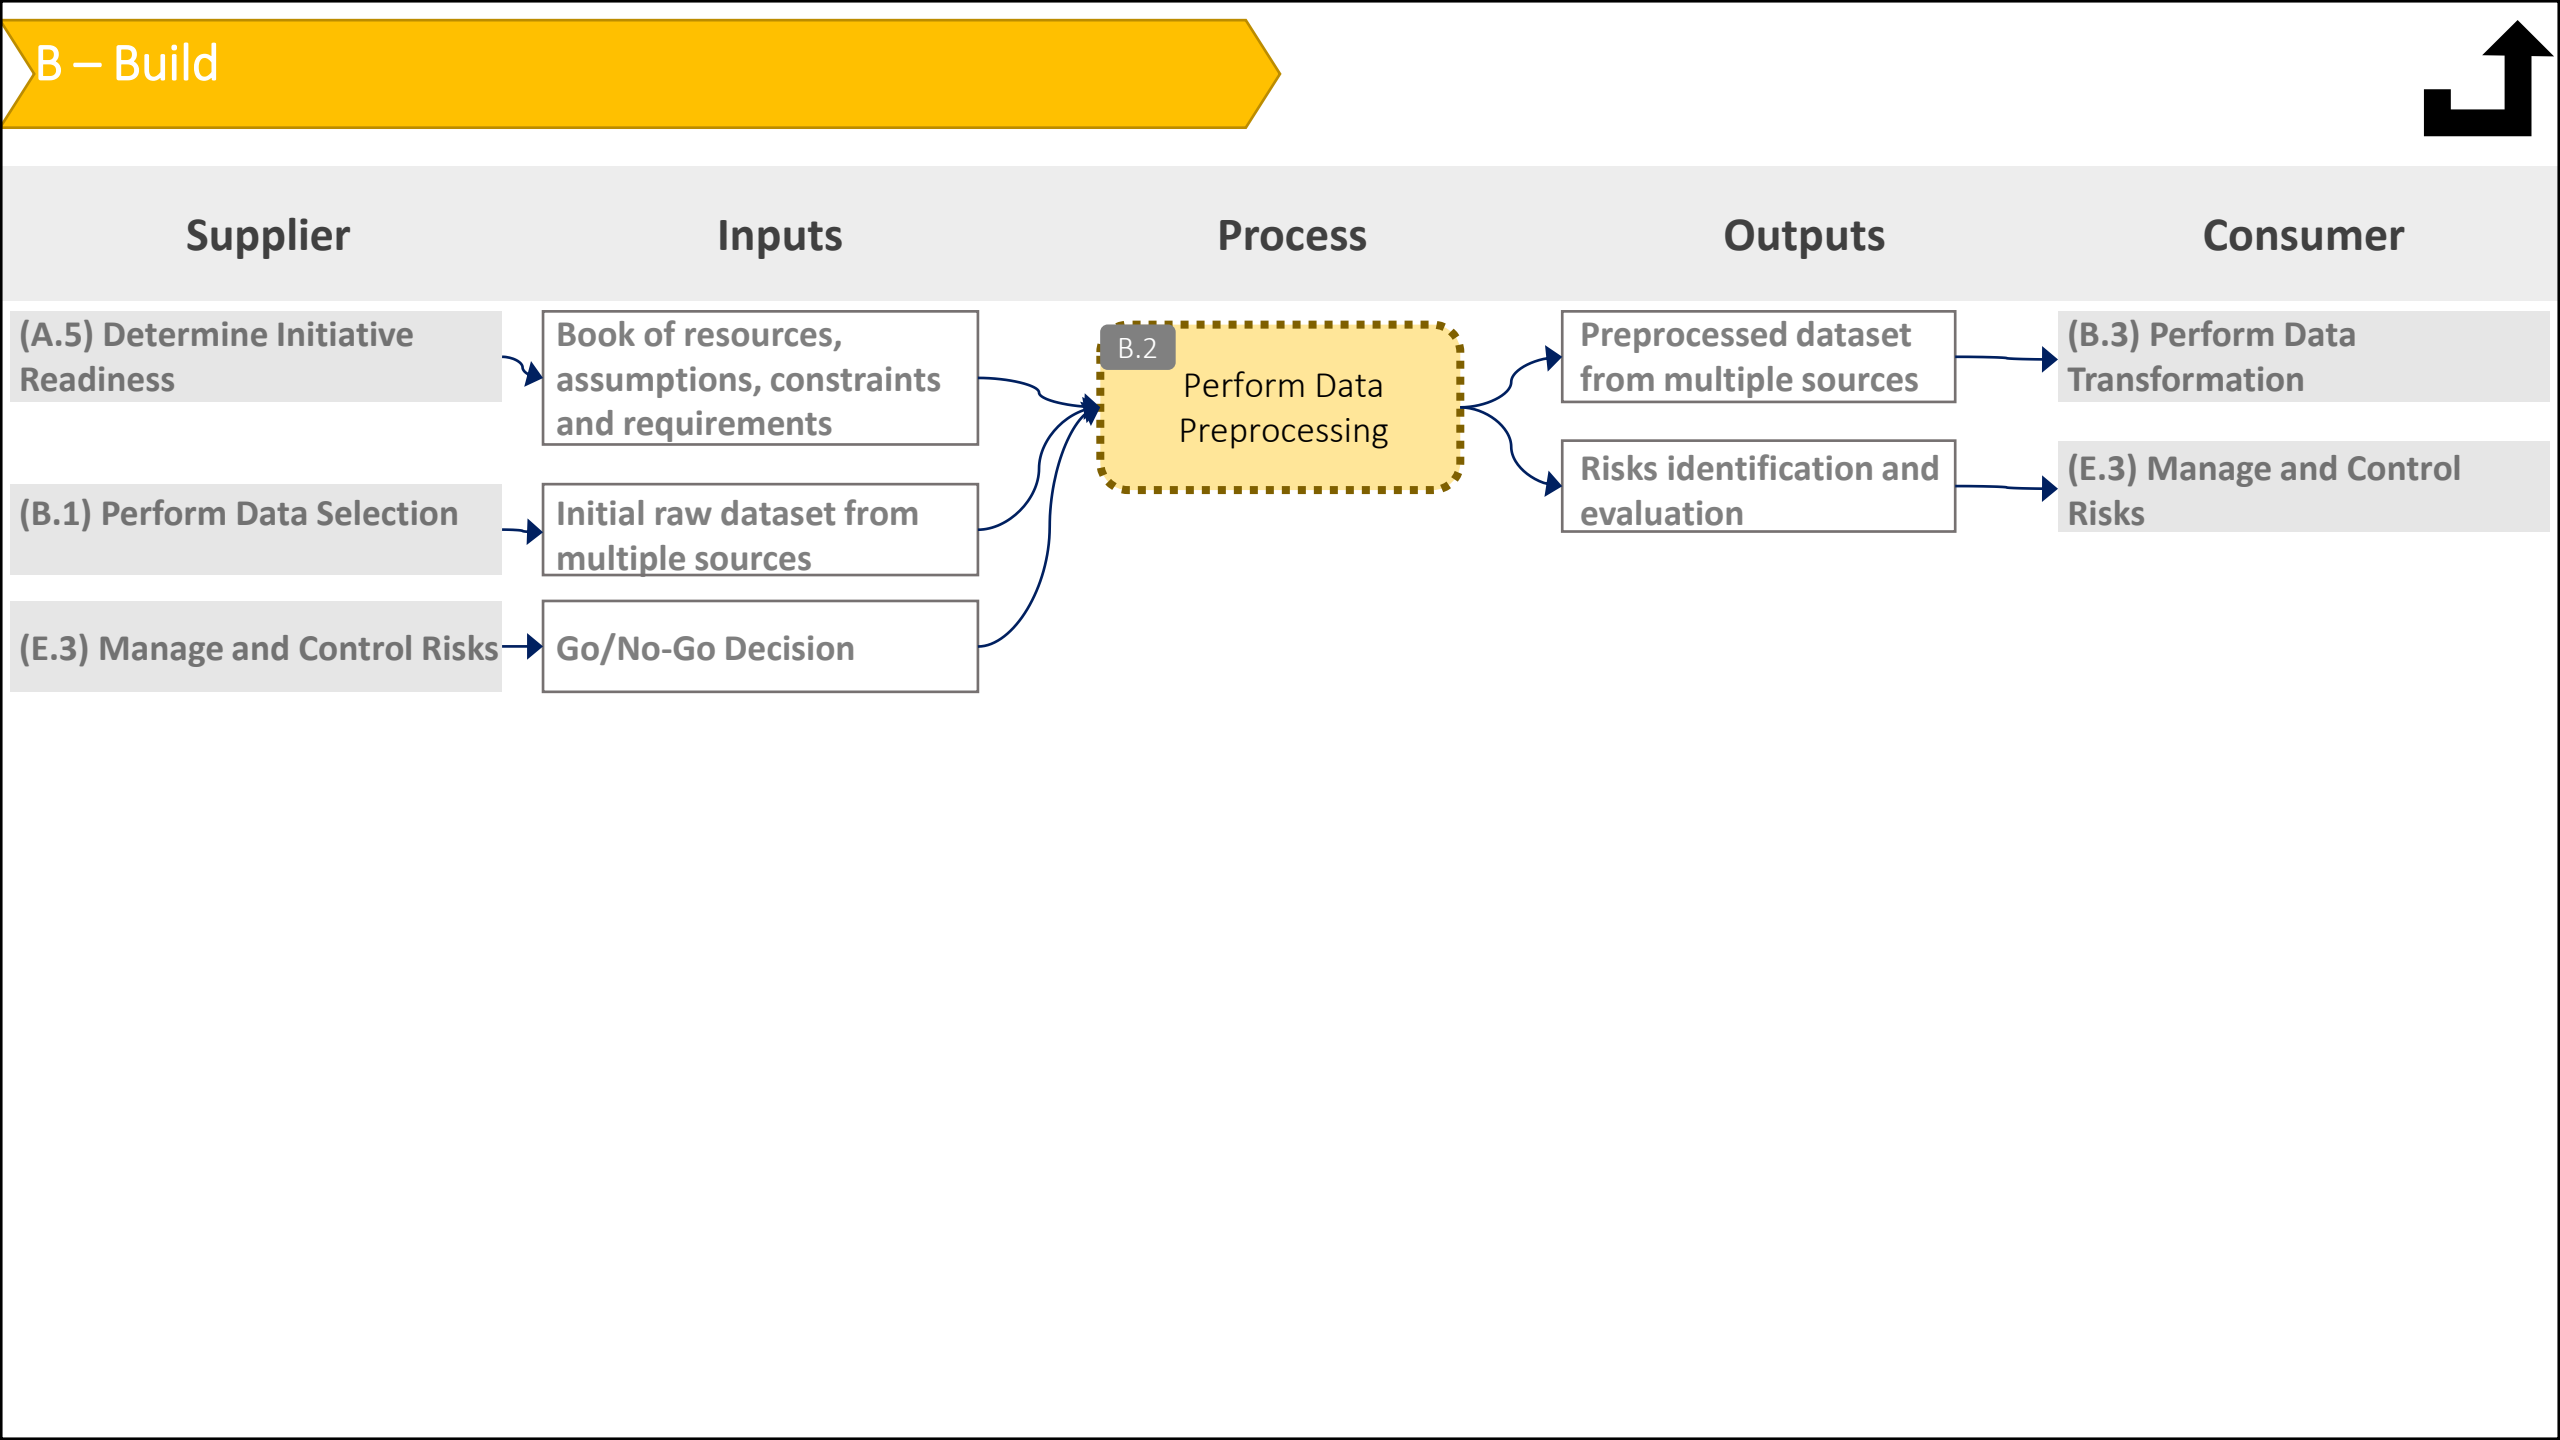 B – Build
Supplier
Inputs
Process
Outputs
Consumer
(A.5) Determine Initiative
Readiness
Book of resources,
assumptions, constraints
and requirements
B.2
Perform Data
Preprocessing
Preprocessed dataset
from multiple sources
(B.3) Perform Data
Transformation
Risks identification and
evaluation
(E.3) Manage and Control
Risks
(B.1) Perform Data Selection
Initial raw dataset from
multiple sources
(E.3) Manage and Control Risks
Go/No-Go Decision